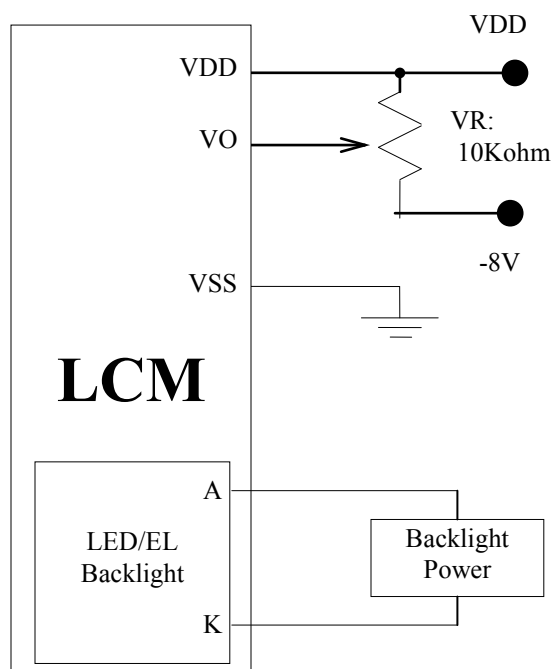 VDD
VDD
VO
VR:
10Kohm
-8V
VSS
LCM
A
LED/EL
Backlight
Backlight
Power
K